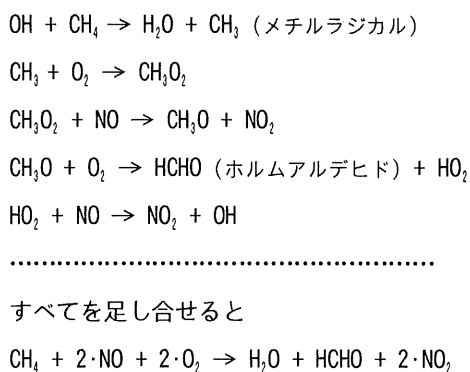 OH + CH₄ → H₂O + CH₃ (メチルラジカル)
CH₃ + O₂ → CH₃O₂
CH₃O₂ + NO → CH₃O + NO₂
CH₃O + O₂ → HCHO (ホルムアルデヒド) + HO₂
HO₂ + NO → NO₂ + OH
......................................................
すべてを足し合せると
CH₄ + 2·NO + 2·O₂ → H₂O + HCHO + 2·NO₂